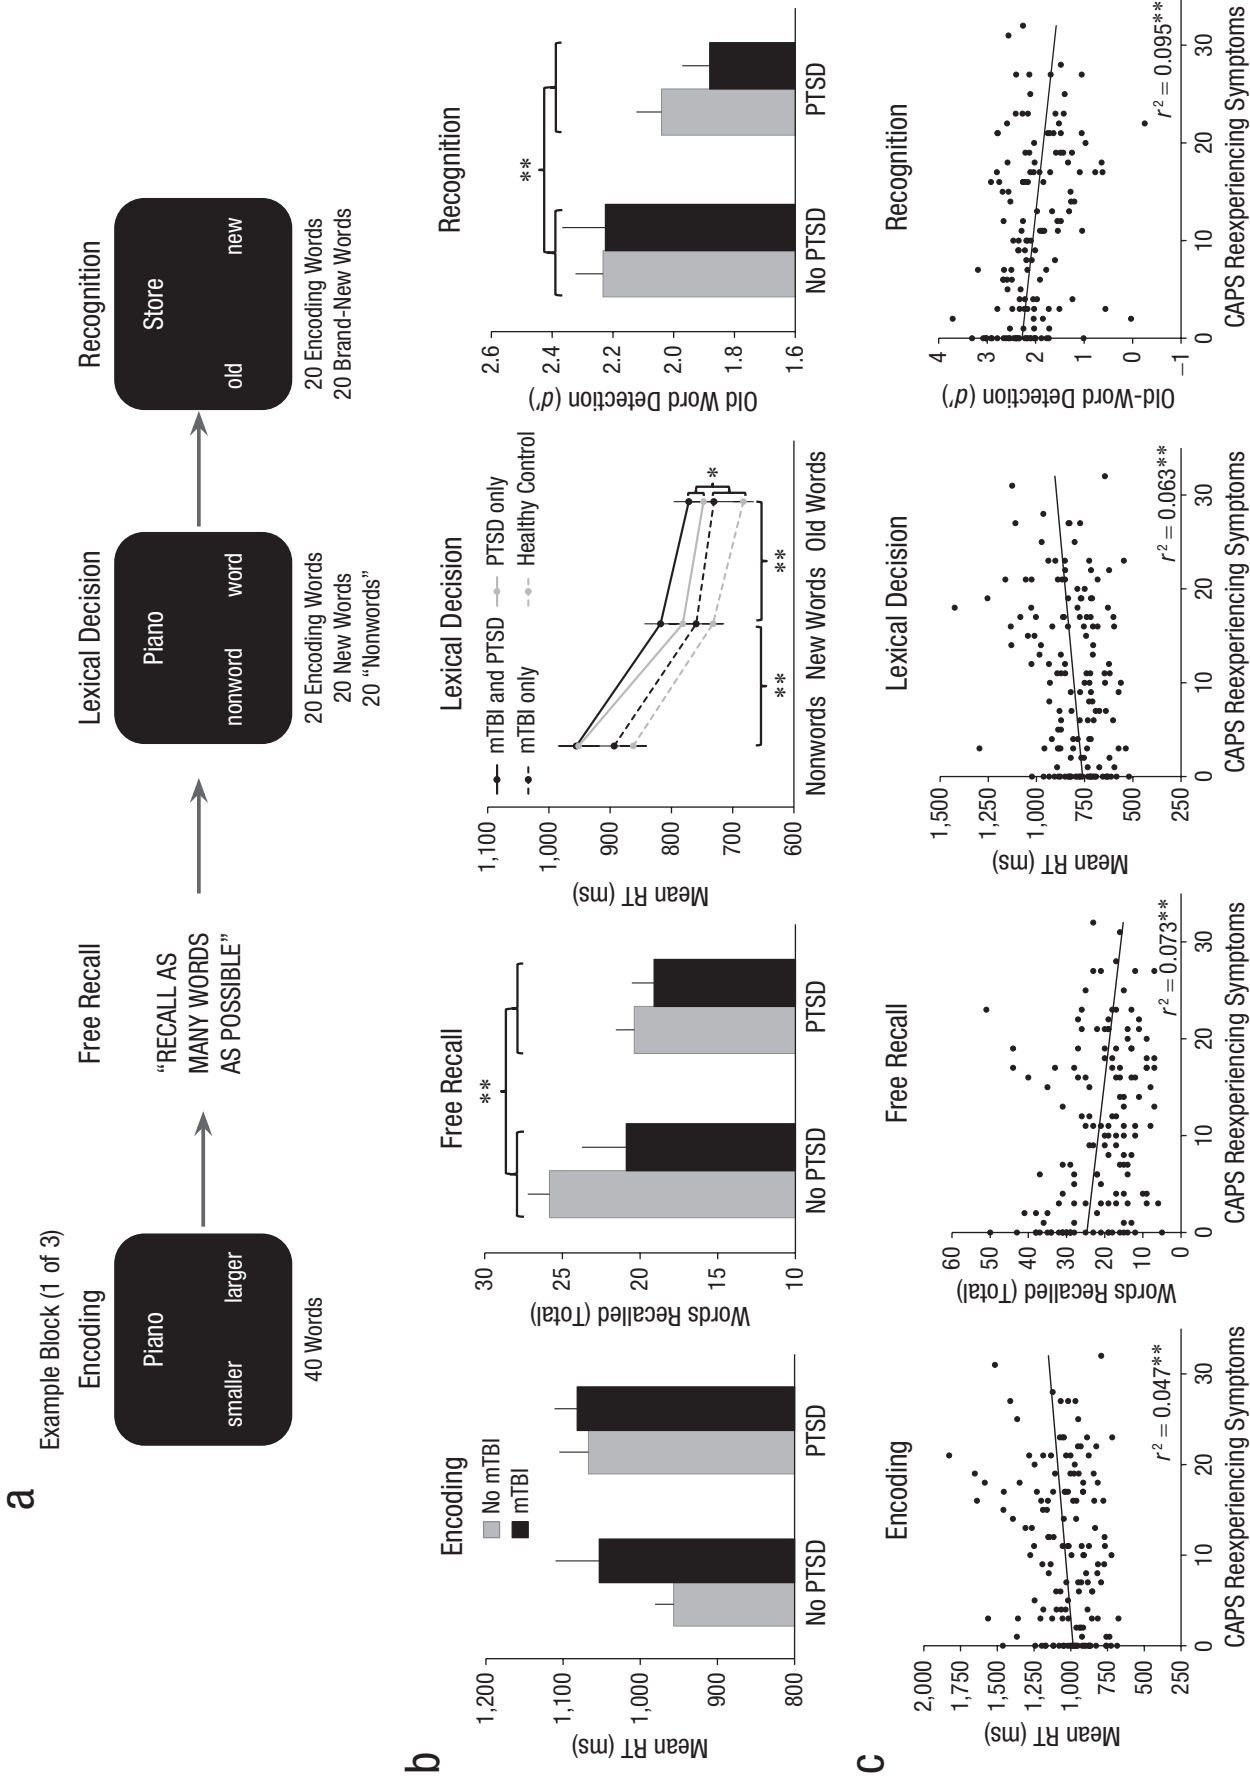 a
Example Block (1 of 3)
Encoding
Piano
smaller larger
40 Words
Free Recall
“RECALL AS
MANY WORDS
AS POSSIBLE”
Lexical Decision
Piano
nonword word
20 Encoding Words
20 New Words
20 “Nonwords”
Recognition
Store
old new
20 Encoding Words
20 Brand-New Words
b
Encoding
No mTBI
mTBI
Mean RT (ms)
1,200
1,100
1,000
900
800
No PTSD PTSD
Free Recall
**
Words Recalled (Total)
30
25
20
15
10
No PTSD PTSD
Lexical Decision
mTBI and PTSD PTSD only
mTBI only Healthy Control
Mean RT (ms)
1,100
1,000
900
800
700
600
*
** **
Nonwords New Words Old Words
Recognition
**
Old Word Detection (d′)
2.6
2.4
2.2
2.0
1.8
1.6
No PTSD PTSD
c
Encoding
Mean RT (ms)
2,000
1,750
1,500
1,250
1,000
750
500
250
r² = 0.047**
0 10 20 30
CAPS Reexperiencing Symptoms
Free Recall
Words Recalled (Total)
60
50
40
30
20
10
0
r² = 0.073**
0 10 20 30
CAPS Reexperiencing Symptoms
Lexical Decision
Mean RT (ms)
1,500
1,250
1,000
750
500
250
r² = 0.063**
0 10 20 30
CAPS Reexperiencing Symptoms
Recognition
Old-Word Detection (d′)
4
3
2
1
0
−1
r² = 0.095**
0 10 20 30
CAPS Reexperiencing Symptoms